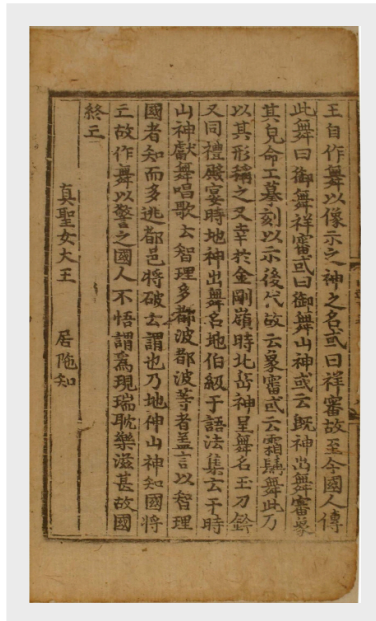 王自作舞以像示之神之名或曰祥審故至今國人傳
此舞曰御舞祥審或曰御舞山神或云旣神出舞審象
其皃命工摹刻以示後代故云象審或云霜髯舞此乃
以其形稱之又幸於金剛嶺時北岳神呈舞名玉刀鈐
又同禮殿宴時地神出舞名地伯級于語法集云于時
山神獻舞唱歌云智理多都波都波等者盖言以智理
國者知而多逃都邑將破云謂也乃地神山神知國將
亡故作舞以警之國人不悟謂爲現瑞耽樂滋甚故國
終亡
真聖女大王 居陁知